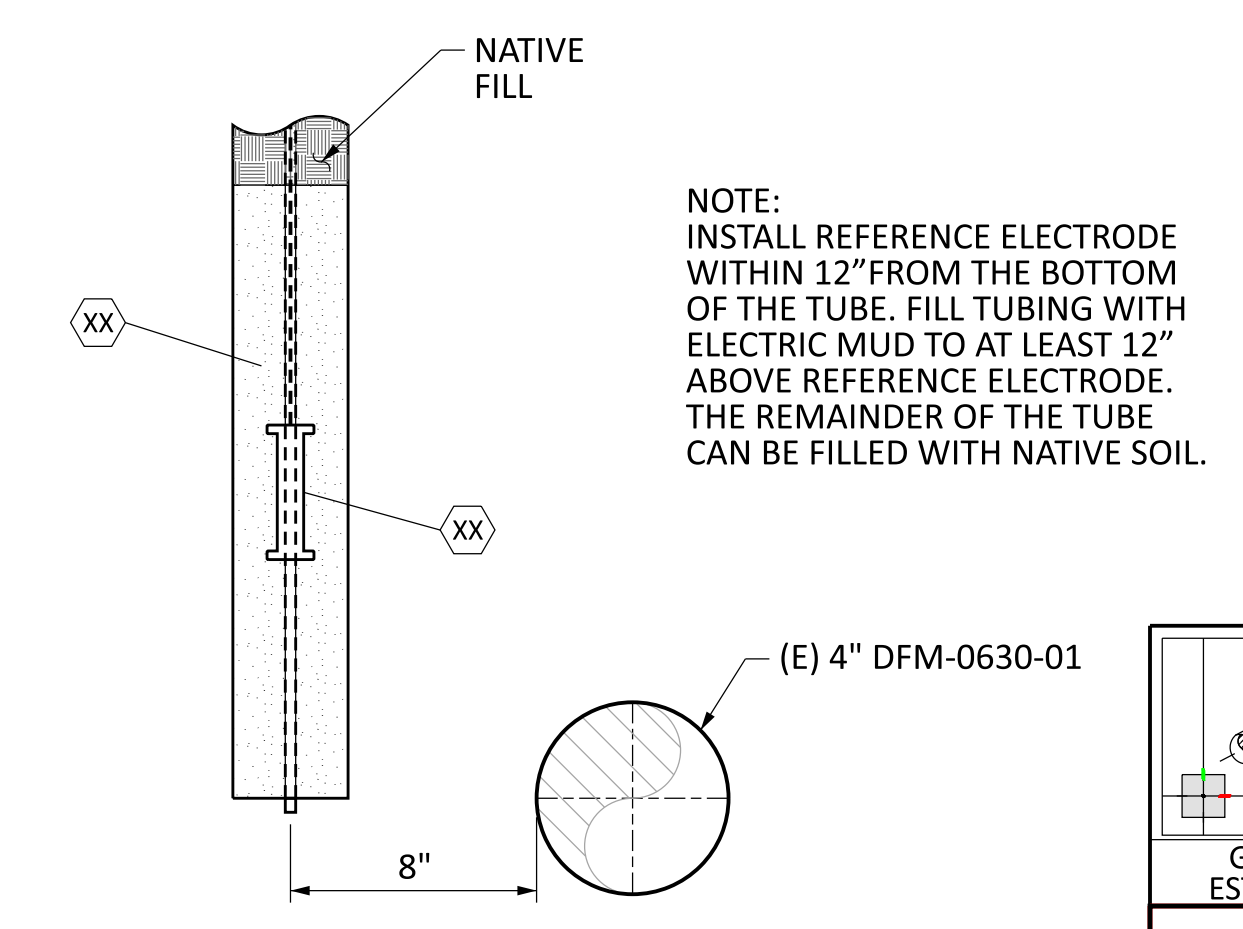 NATIVE
FILL
NOTE:
INSTALL REFERENCE ELECTRODE
WITHIN 12”FROM THE BOTTOM
OF THE TUBE. FILL TUBING WITH
ELECTRIC MUD TO AT LEAST 12”
ABOVE REFERENCE ELECTRODE.
THE REMAINDER OF THE TUBE
CAN BE FILLED WITH NATIVE SOIL.
XX
XX
(E) 4" DFM-0630-01
8"